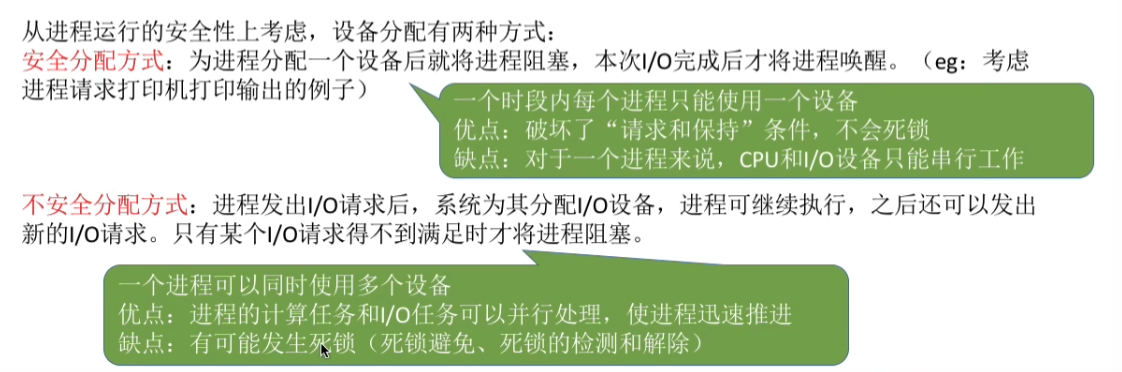 从进程运行的安全性上考虑，设备分配有两种方式：
安全分配方式：为进程分配一个设备后就将进程阻塞，本次I/O完成后才将进程唤醒。（eg：考虑
进程请求打印机打印输出的例子）
一个时段内每个进程只能使用一个设备
优点：破坏了“请求和保持”条件，不会死锁
缺点：对于一个进程来说，CPU和I/O设备只能串行工作
不安全分配方式：进程发出I/O请求后，系统为其分配I/O设备，进程可继续执行，之后还可以发出
新的I/O请求。只有某个I/O请求得不到满足时才将进程阻塞。
一个进程可以同时使用多个设备
优点：进程的计算任务和I/O任务可以并行处理，使进程迅速推进
缺点：有可能发生死锁（死锁避免、死锁的检测和解除）